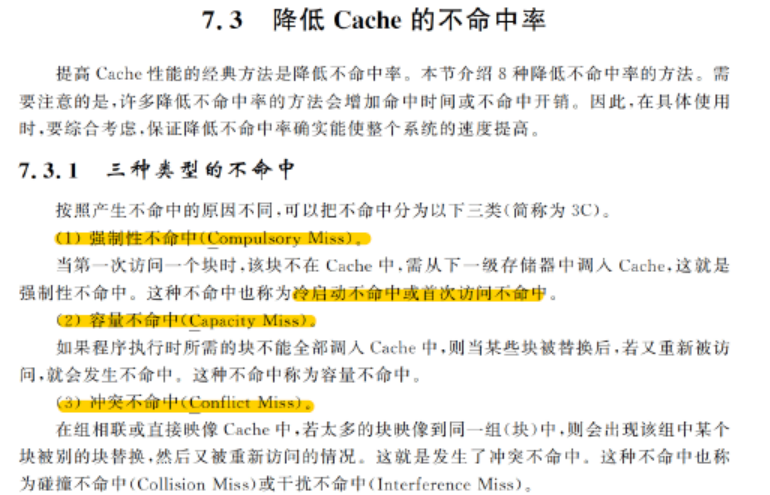 7.3 降低 Cache 的不命中率
提高 Cache 性能的经典方法是降低不命中率。本节介绍 8 种降低不命中率的方法。需
要注意的是,许多降低不命中率的方法会增加命中时间或不命中开销。因此,在具体使用
时,要综合考虑,保证降低不命中率确实能使整个系统的速度提高。
7.3.1 三种类型的不命中
按照产生不命中的原因不同,可以把不命中分为以下三类(简称为 3C)。
(1) 强制性不命中(Compulsory Miss)。
当第一次访问一个块时,该块不在 Cache 中,需从下一级存储器中调入 Cache,这就是
强制性不命中。这种不命中也称为冷启动不命中或首次访问不命中。
(2) 容量不命中(Capacity Miss)。
如果程序执行时所需的块不能全部调入 Cache 中,则当某些块被替换后,若又重新被访
问,就会发生不命中。这种不命中称为容量不命中。
(3) 冲突不命中(Conflict Miss)。
在组相联或直接映像 Cache 中,若太多的块映像到同一组(块)中,则会出现该组中某个
块被别的块替换,然后又被重新访问的情况。这就是发生了冲突不命中。这种不命中也称
为碰撞不命中(Collision Miss)或干扰不命中(Interference Miss)。